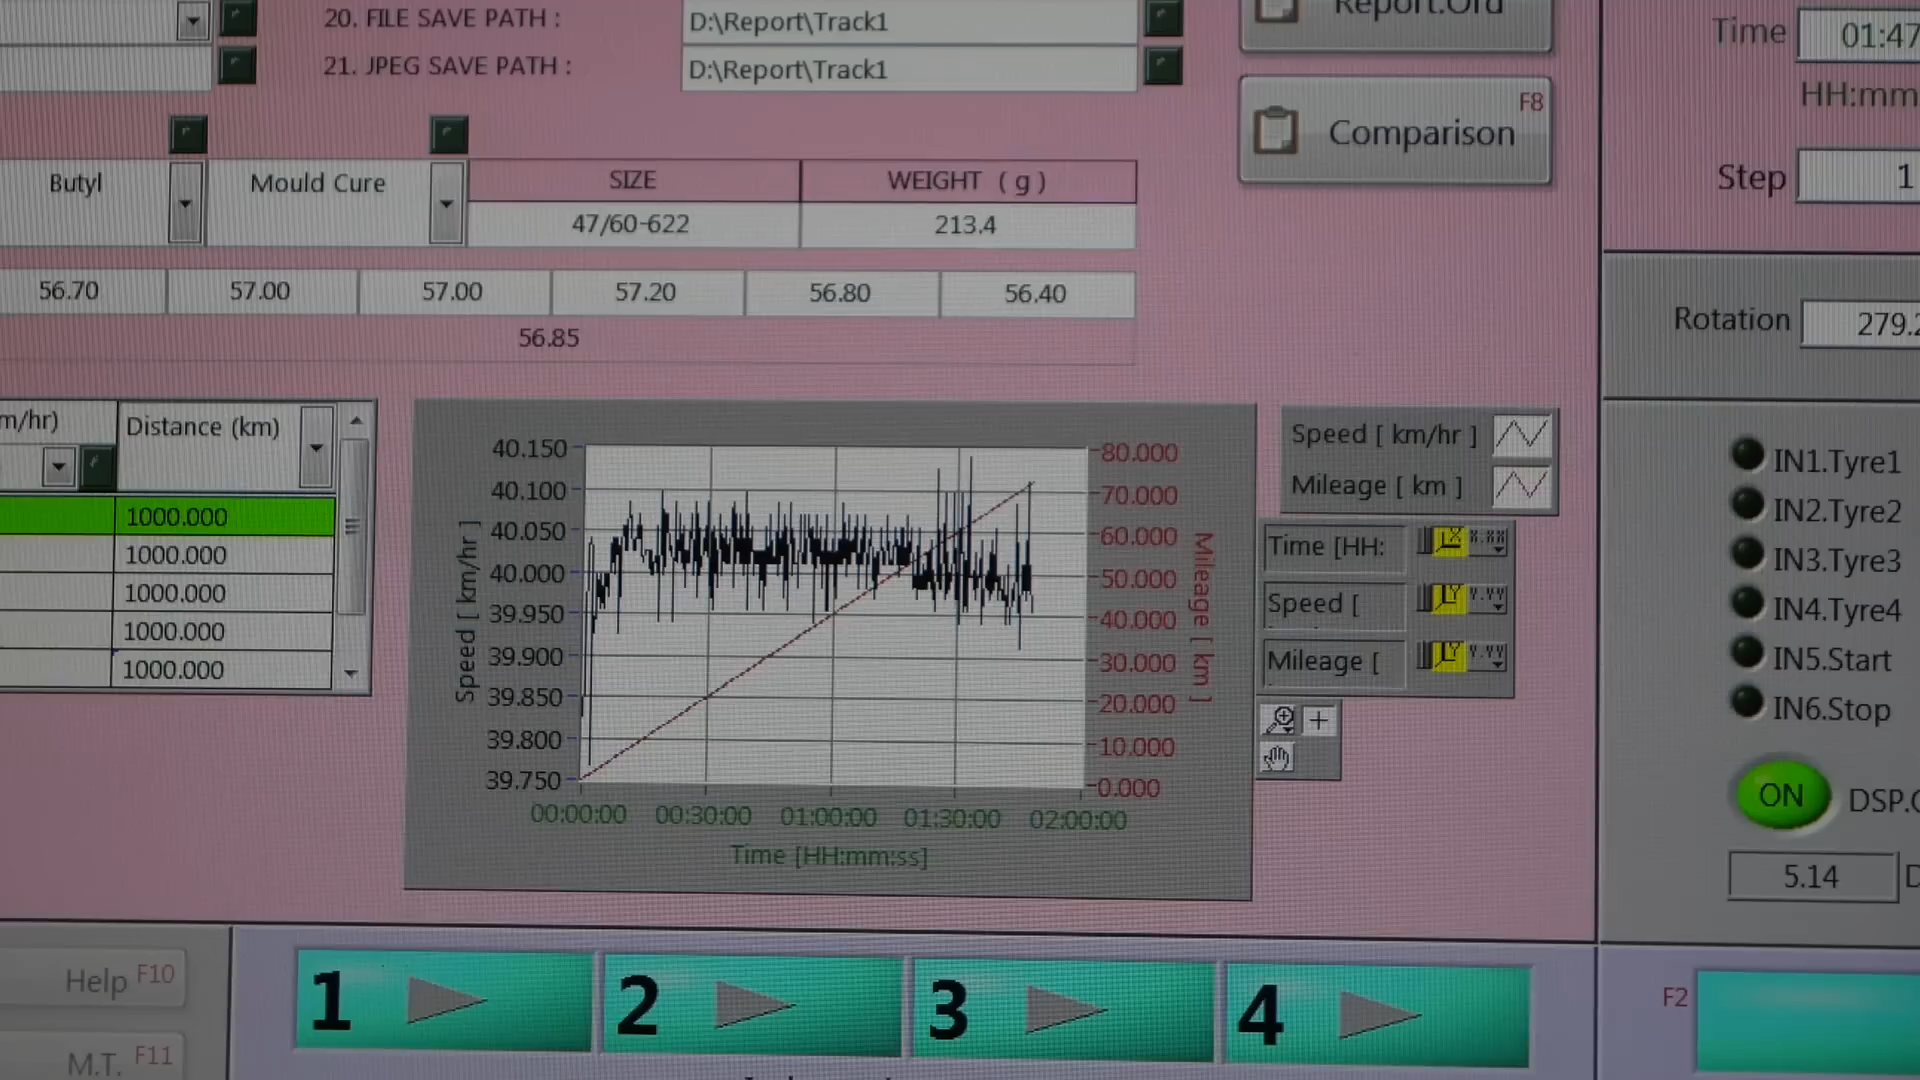 20. FILE SAVE PATH : D:\Report\Track1
21. JPEG SAVE PATH : D:\Report\Track1
Report.Ord
F8
Comparison
Time 01:47
HH:mm
Step 1
Butyl
Mould Cure
SIZE
WEIGHT ( g )
47/60-622
213.4
56.70 57.00 57.00 57.20 56.80 56.40
56.85
Rotation 279.2
m/hr)
Distance (km)
1000.000
1000.000
1000.000
1000.000
1000.000
Speed [ km/hr ]
40.150
40.100
40.050
40.000
39.950
39.900
39.850
39.800
39.750
80.000
70.000
60.000
50.000
40.000
30.000
20.000
10.000
0.000
Mileage [ km ]
00:00:00 00:30:00 01:00:00 01:30:00 02:00:00
Time [HH:mm:ss]
Speed [ km/hr ]
Mileage [ km ]
Time [HH:
Speed [
Mileage [
IN1.Tyre1
IN2.Tyre2
IN3.Tyre3
IN4.Tyre4
IN5.Start
IN6.Stop
ON DSP.
5.14
Help F10
M.T. F11
1 2 3 4
F2